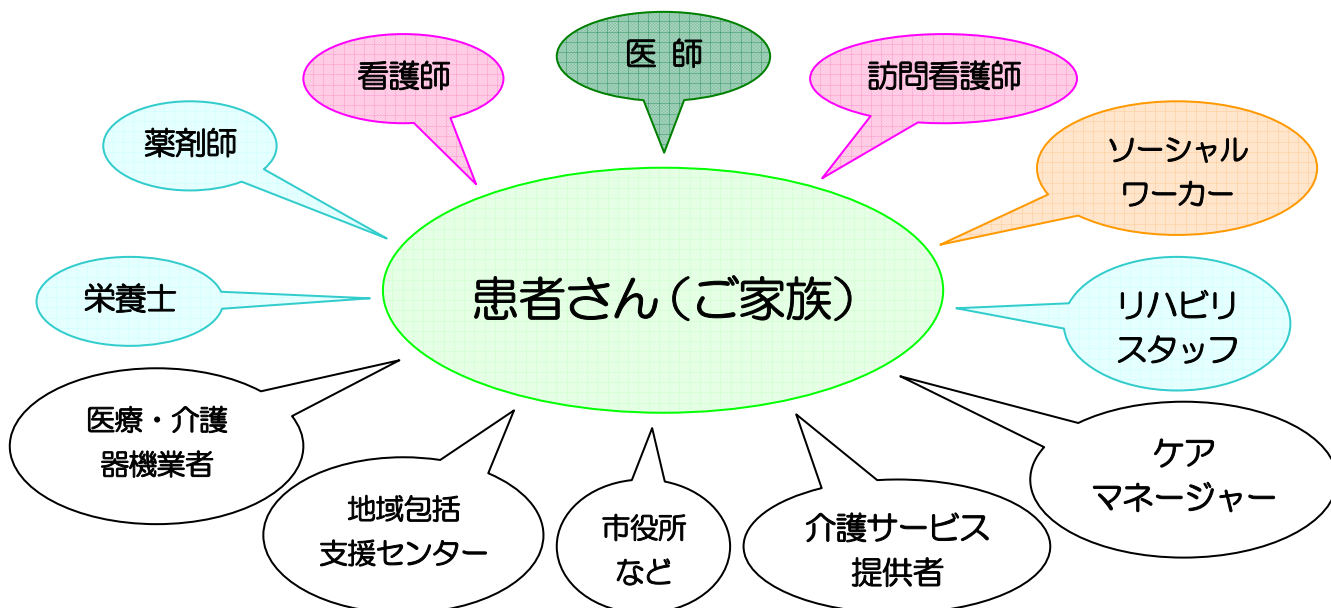 医 師
看護師
訪問看護師
薬剤師
ソーシャル
ワーカー
患者さん（ご家族）
栄養士
リハビリ
スタッフ
医療・介護
器機業者
ケア
マネージャー
地域包括
支援センター
市役所
など
介護サービス
提供者